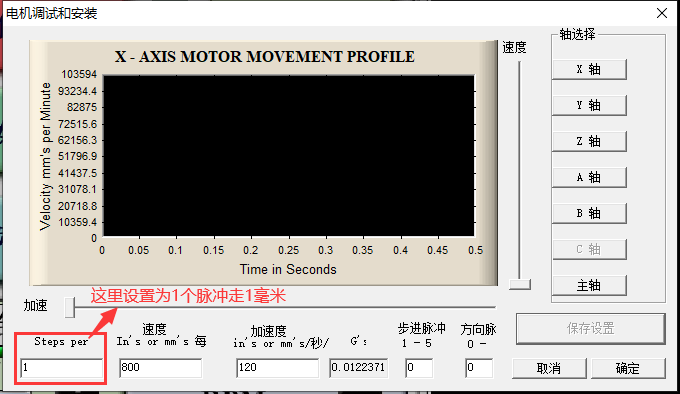 电机调试和安装
X - AXIS MOTOR MOVEMENT PROFILE
Velocity mm's per Minute
103594
93234.4
82875
72515.6
62156.3
51796.9
41437.5
31078.1
20718.8
10359.4
0
0 0.05 0.1 0.15 0.2 0.25 0.3 0.35 0.4 0.45 0.5
Time in Seconds
速度
轴选择
X 轴
Y 轴
Z 轴
A 轴
B 轴
C 轴
主轴
加速
这里设置为1个脉冲走1毫米
Steps per
1
速度
In's or mm's 每
800
加速度
in's or mm's/秒/
120
G's
0.0122371
步进脉冲
1 - 5
0
方向脉
0 -
0
保存设置
取消
确定